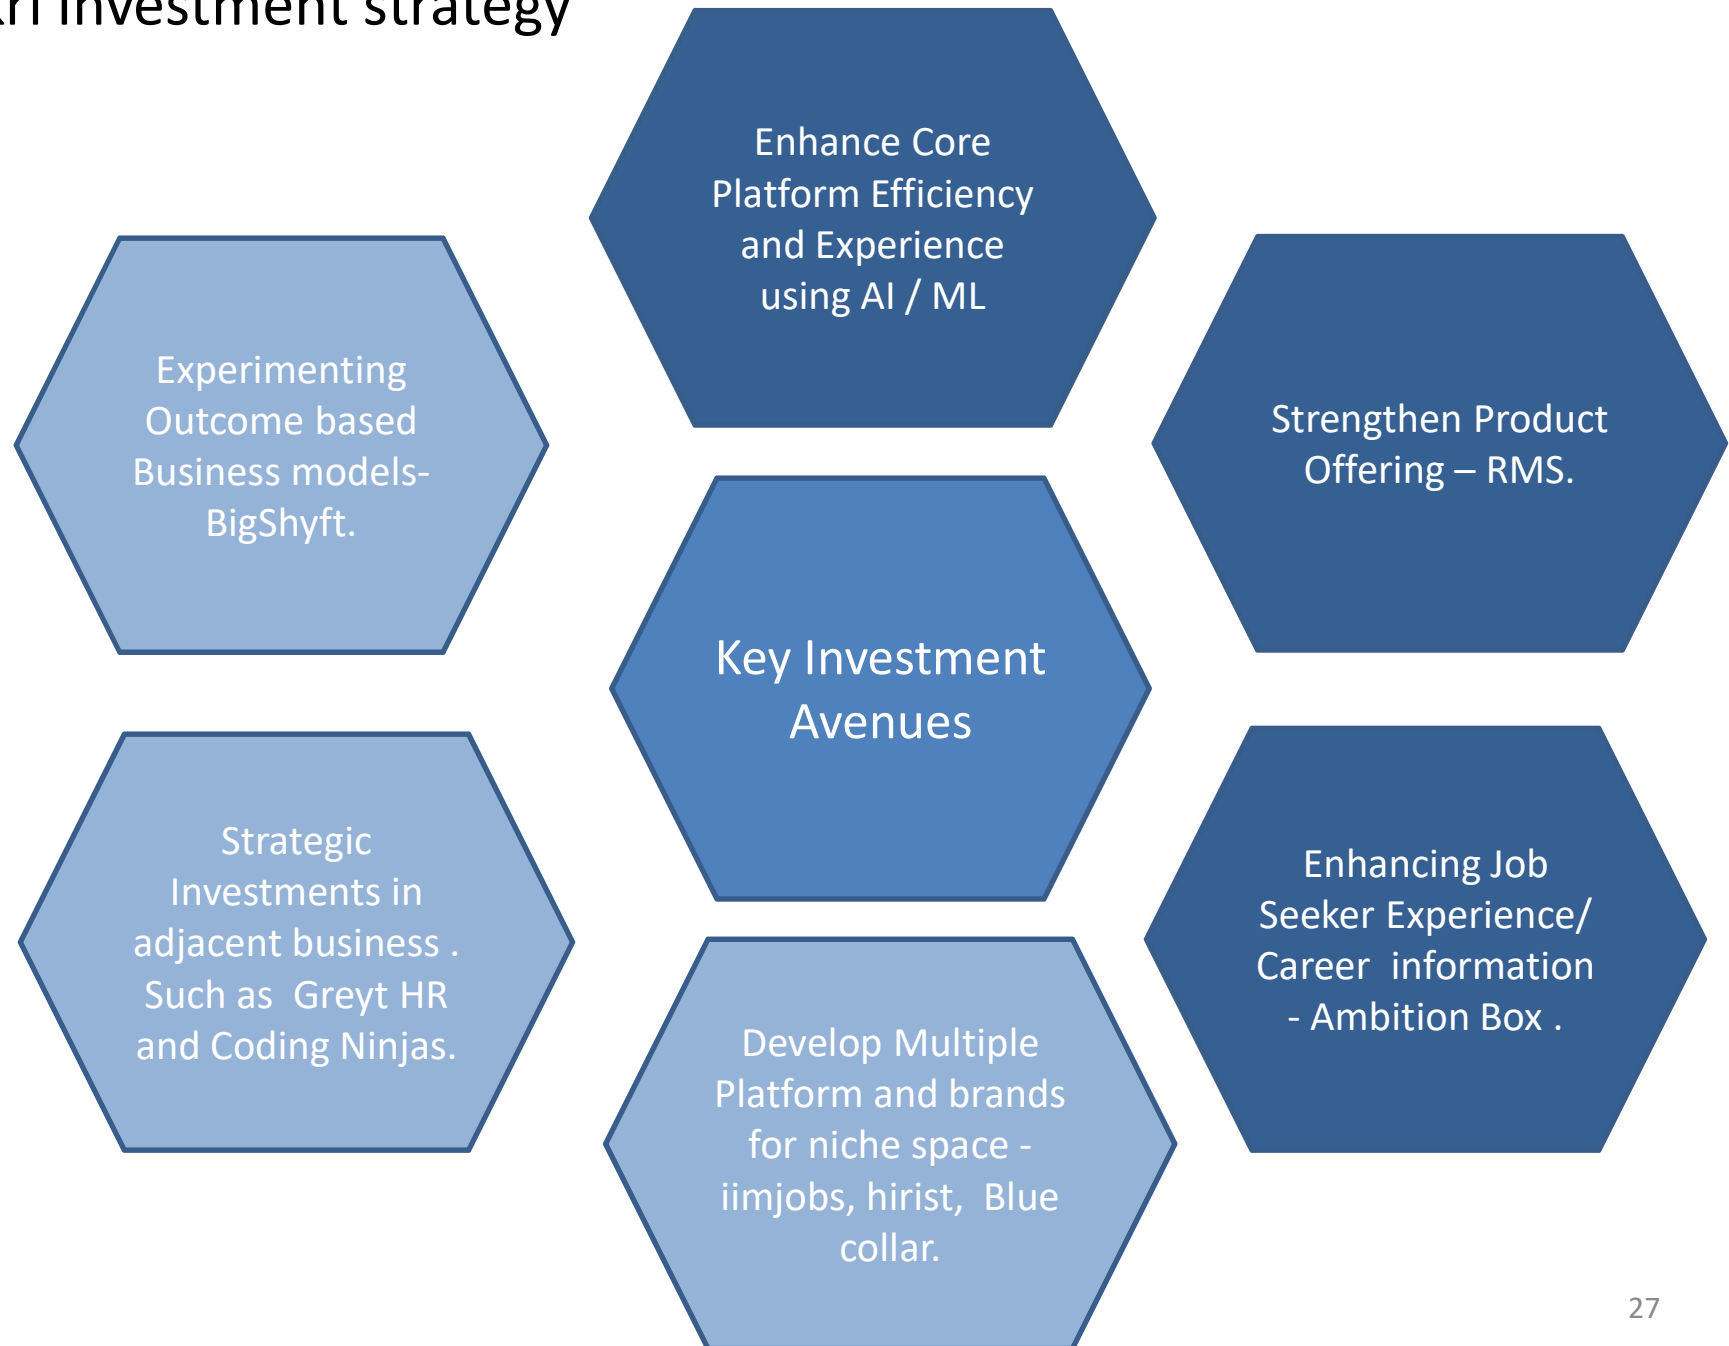 investment strategy
Enhance Core
Platform Efficiency
and Experience
using AI / ML
Strengthen Product
Offering – RMS.
Enhancing Job
Seeker Experience/
Career  information
- Ambition Box .
Develop Multiple
Platform and brands
for niche space -
iimjobs, hirist,  Blue
collar.
Strategic
Investments in
adjacent business .
Such as  Greyt HR
and Coding Ninjas.
Experimenting
Outcome based
Business models-
BigShyft.
Key Investment
Avenues
27